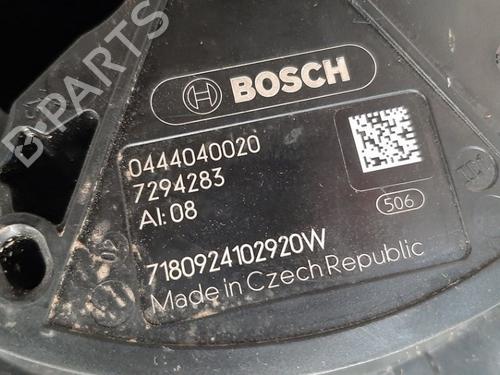 B PARTS
BOSCH
0444040020
7294283
AI: 08
506
7180924102920W
Made in Czech Republic